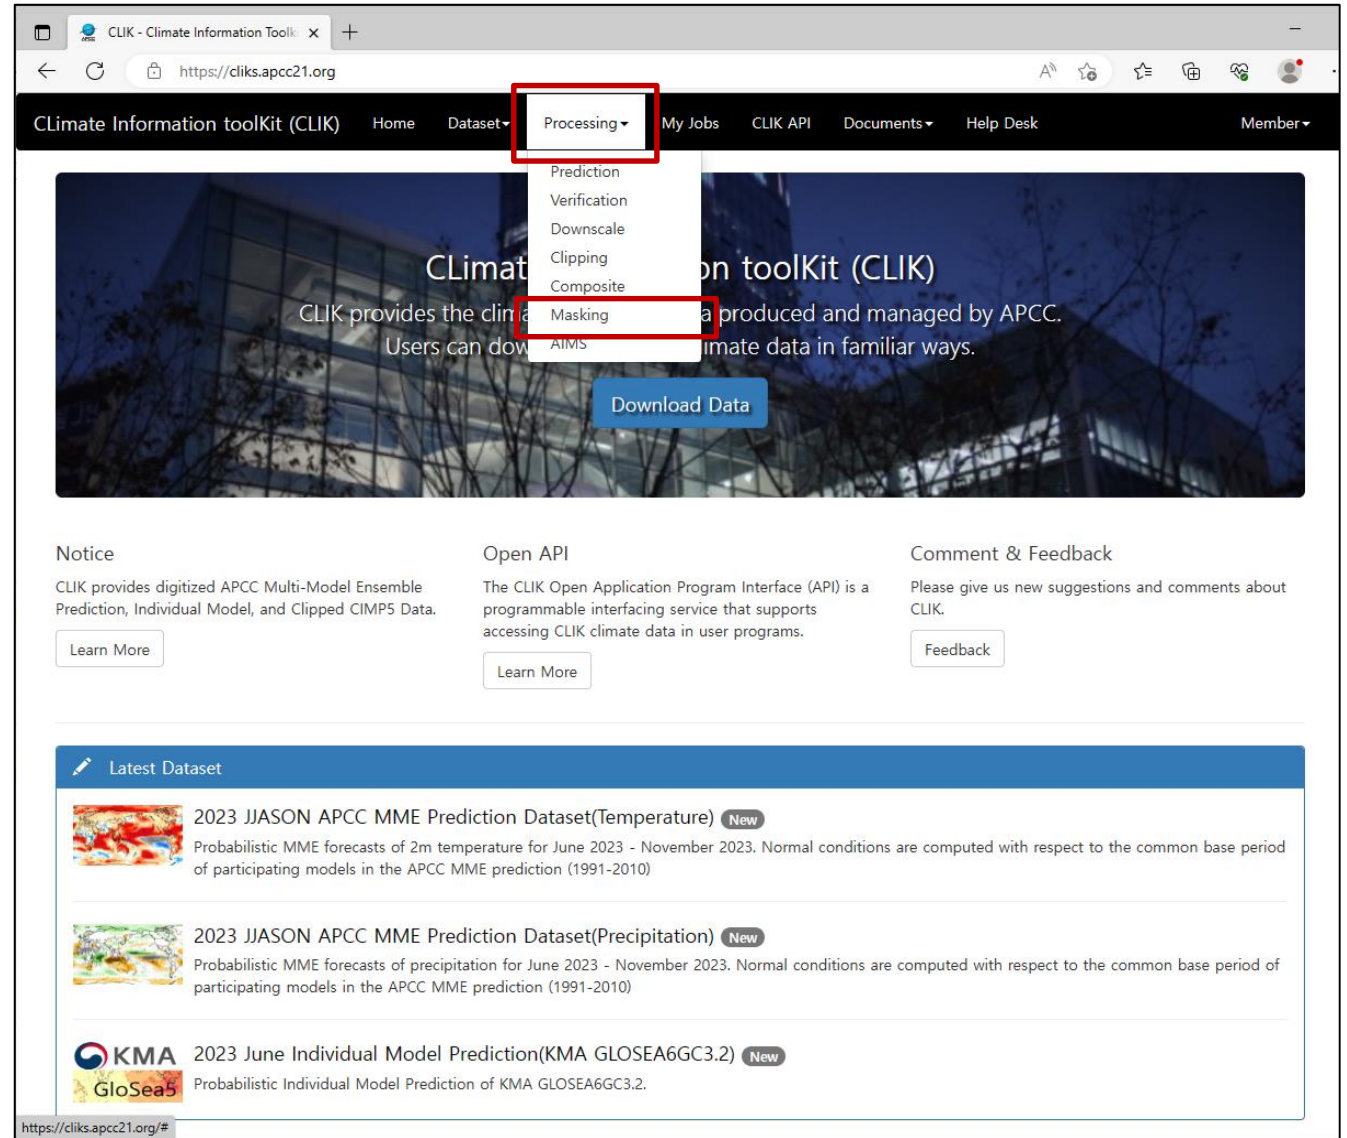 CLIK - Climate Information Toolk
https://cliks.apcc21.org
CLimate Information toolKit (CLIK) Home Dataset Processing My Jobs CLIK API Documents Help Desk Member
Prediction
Verification
Downscale
Clipping
Composite
Masking
AIMS
CLimat on toolKit (CLIK)
CLIK provides the clima a produced and managed by APCC.
Users can dow imate data in familiar ways.
Download Data
Notice
CLIK provides digitized APCC Multi-Model Ensemble
Prediction, Individual Model, and Clipped CIMP5 Data.
Learn More
Open API
The CLIK Open Application Program Interface (API) is a
programmable interfacing service that supports
accessing CLIK climate data in user programs.
Learn More
Comment & Feedback
Please give us new suggestions and comments about
CLIK.
Feedback
Latest Dataset
2023 JJASON APCC MME Prediction Dataset(Temperature) New
Probabilistic MME forecasts of 2m temperature for June 2023 - November 2023. Normal conditions are computed with respect to the common base period
of participating models in the APCC MME prediction (1991-2010)
2023 JJASON APCC MME Prediction Dataset(Precipitation) New
Probabilistic MME forecasts of precipitation for June 2023 - November 2023. Normal conditions are computed with respect to the common base period of
participating models in the APCC MME prediction (1991-2010)
KMA
GloSea5
2023 June Individual Model Prediction(KMA GLOSEA6GC3.2) New
Probabilistic Individual Model Prediction of KMA GLOSEA6GC3.2.
https://cliks.apcc21.org/#